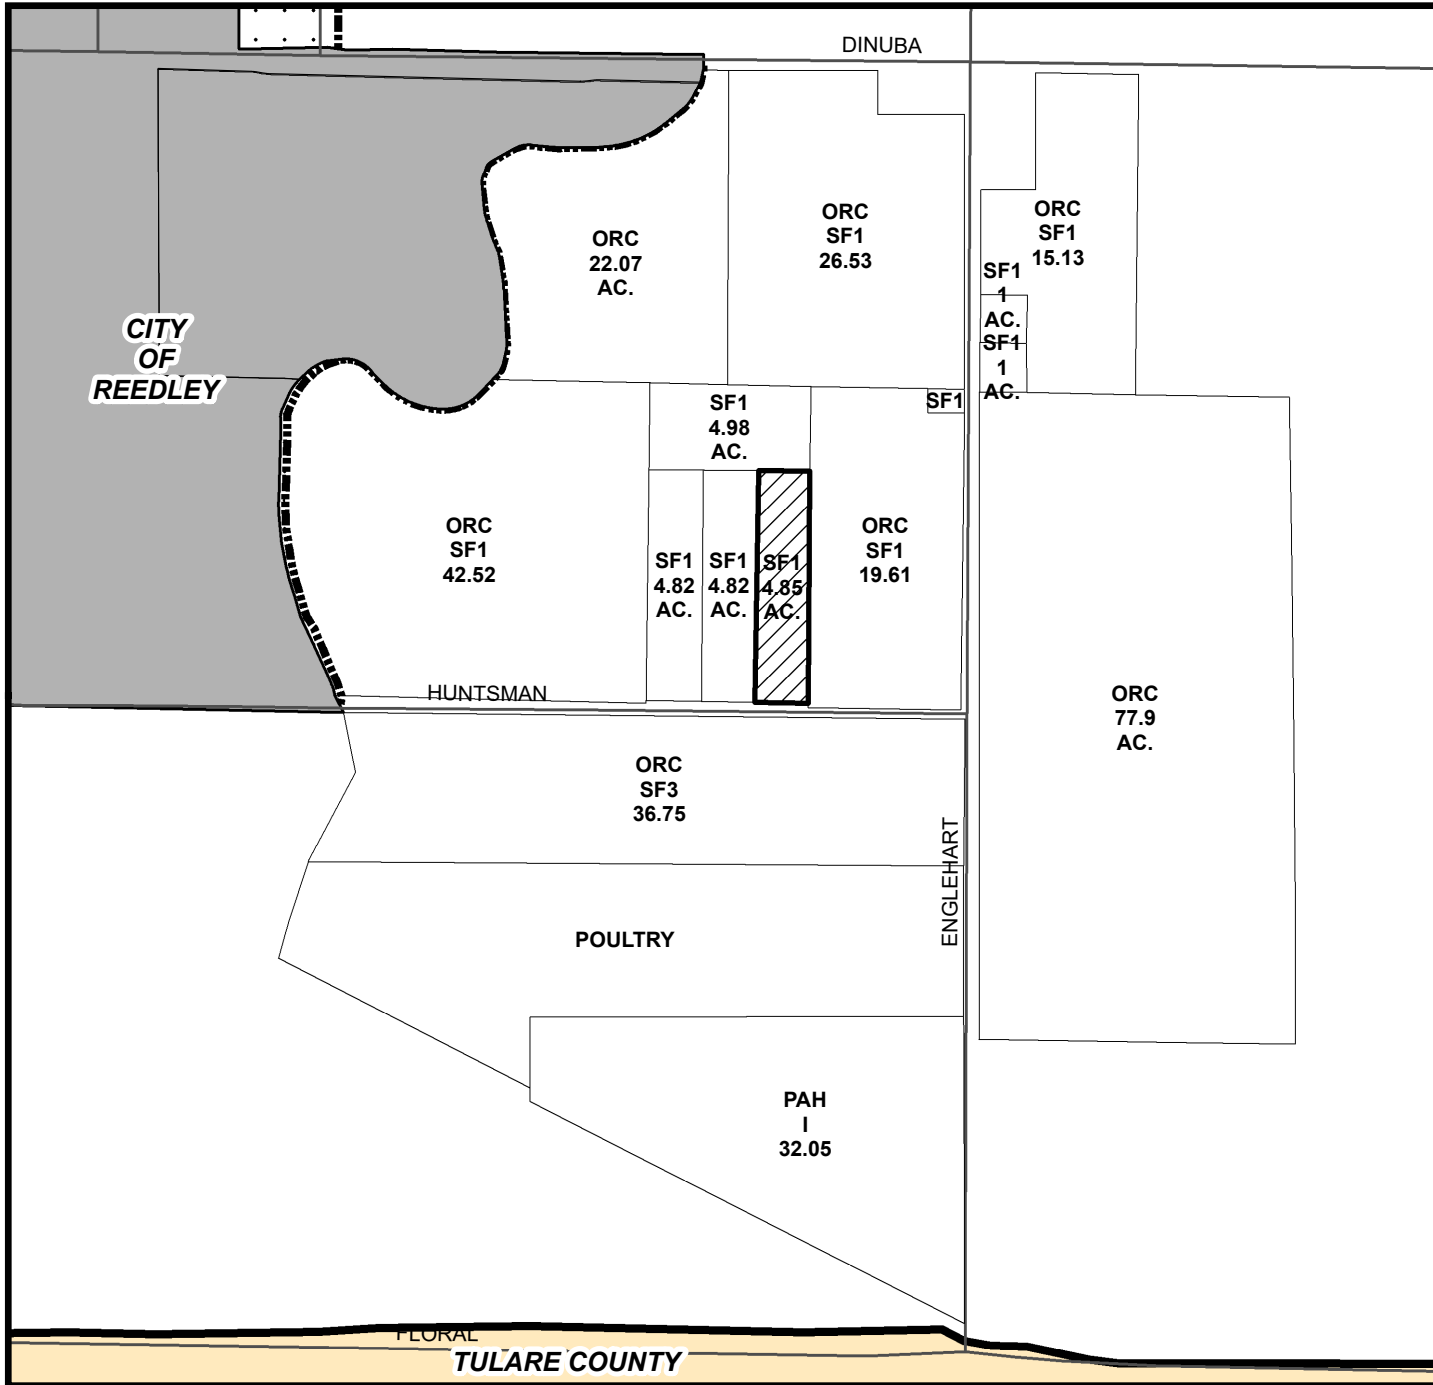 DINUBA
ORC
22.07
AC.
ORC
SF1
26.53
ORC
SF1
15.13
SF1
1
AC.
SF1
1
AC.
CITY
OF
REEDLEY
SF1
4.98
AC.
SF1
ORC
SF1
42.52
SF1
4.82
AC.
SF1
4.82
AC.
SF1
4.85
AC.
ORC
SF1
19.61
HUNTSMAN
ORC
77.9
AC.
ORC
SF3
36.75
ENGLEHART
POULTRY
PAH
I
32.05
FLORAL
TULARE COUNTY